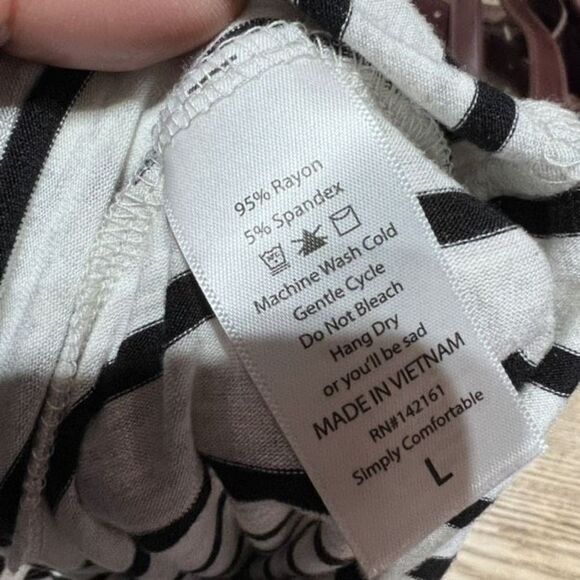 95% Rayon
5% Spandex
Machine Wash Cold
Gentle Cycle
Do Not Bleach
Hang Dry
or you'll be sad
MADE IN VIETNAM
RN#142161
Simply Comfortable
L